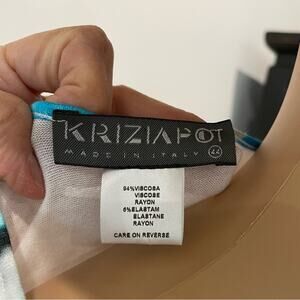 KRIZIAPOI
MADE IN ITALY 44
94%VISCOSA
VISCOSE
RAYON
6%ELASTAM
ELASTANE
RAYON
CARE ON REVERSE